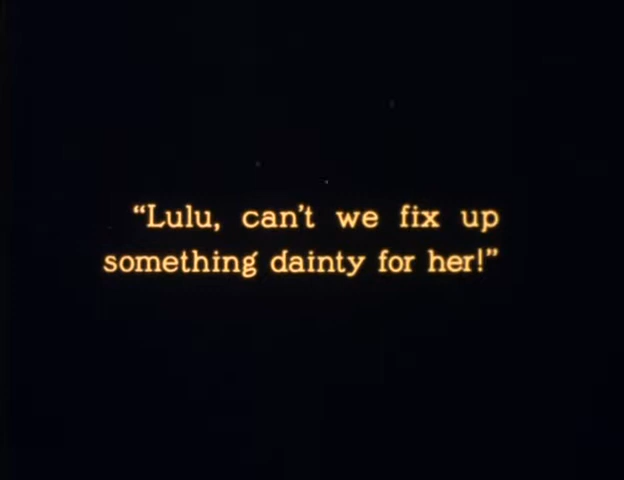 “Lulu, can’t we fix up
something dainty for her!”